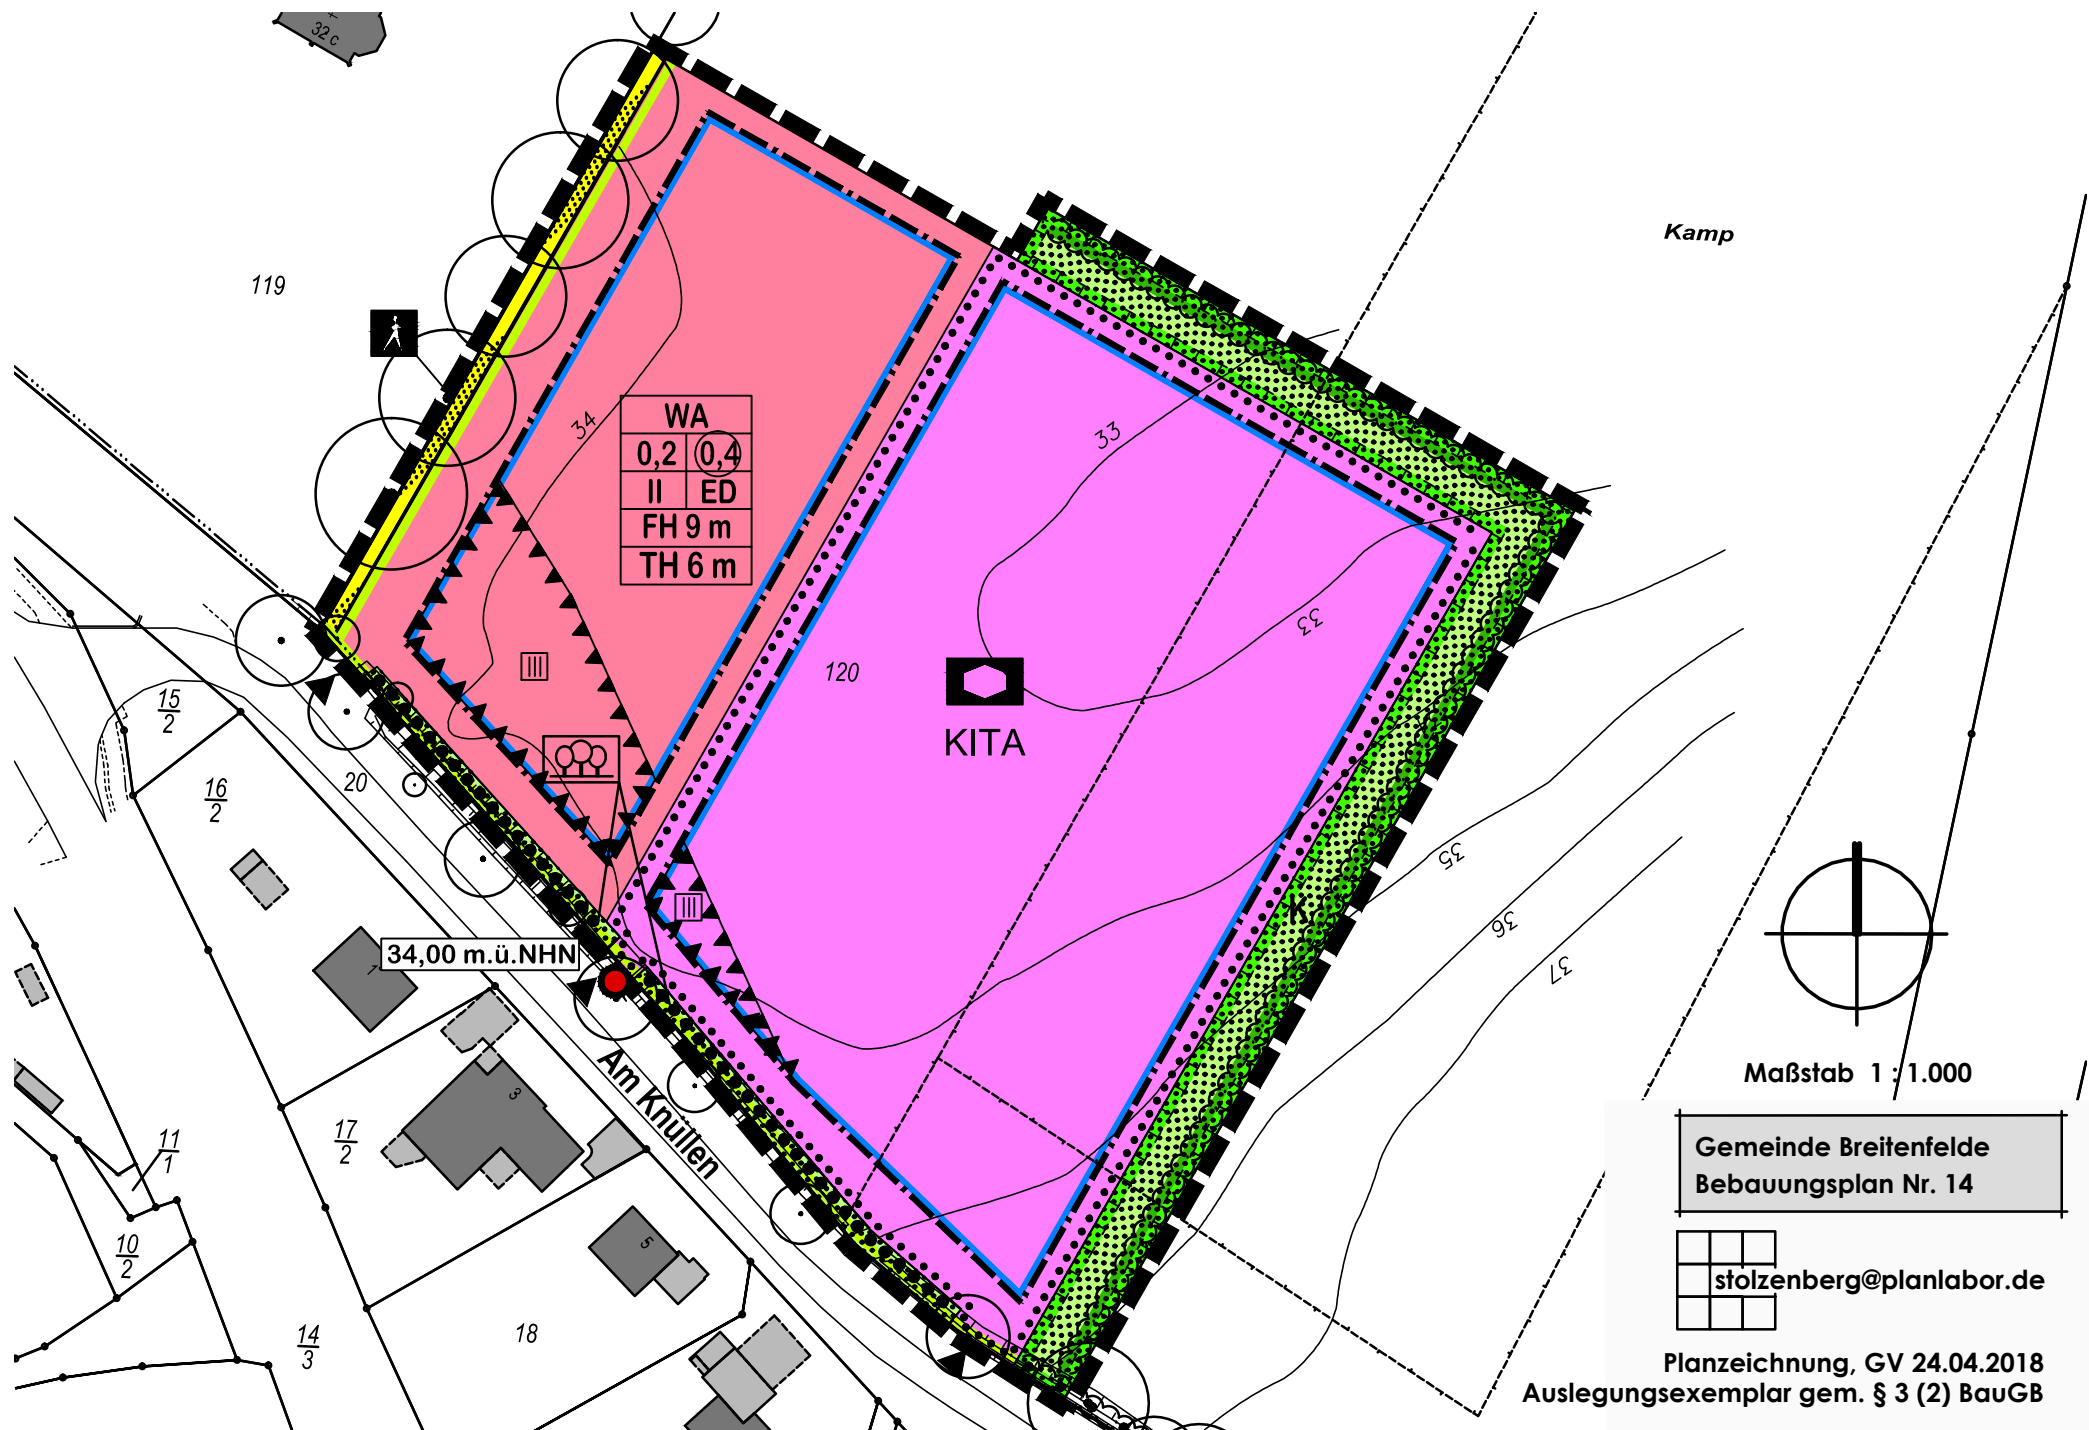 32 c
Kamp
119
34
WA
0,2 0,4
II ED
FH 9 m
TH 6 m
33
33
120
KITA
15
2
16
2
20
34,00 m.ü.NHN
1
35
36
37
Am Knüllen
3
17
2
11
1
10
2
14
3
5
18
K
Maßstab 1 : 1.000
Gemeinde Breitenfelde
Bebauungsplan Nr. 14
stolzenberg@planlabor.de
Planzeichnung, GV 24.04.2018
Auslegungsexemplar gem. § 3 (2) BauGB